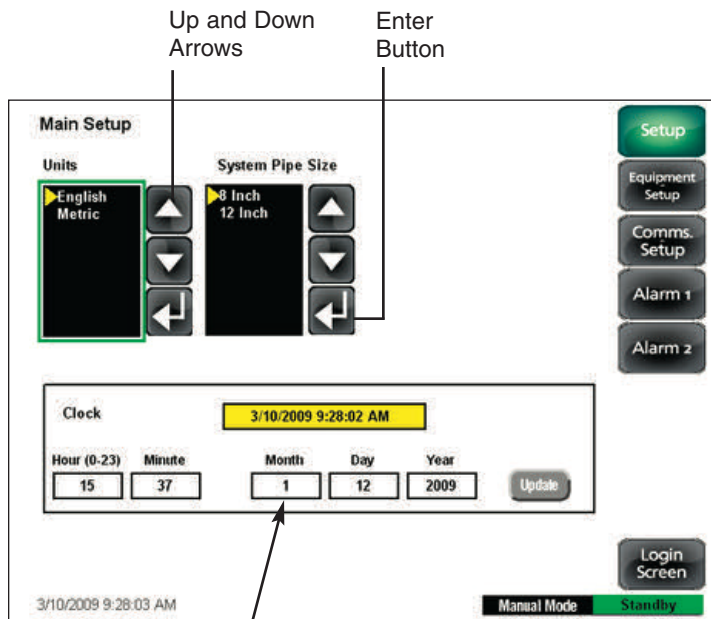 Up and Down
Arrows
Enter
Button
Main Setup
Units
English
Metric
System Pipe Size
8 Inch
12 Inch
Setup
Equipment
Setup
Comms.
Setup
Alarm 1
Alarm 2
Clock
3/10/2009 9:28:02 AM
Hour (0-23) Minute Month Day Year
15 37 1 12 2009 Update
Login
Screen
3/10/2009 9:28:03 AM
Manual Mode Standby